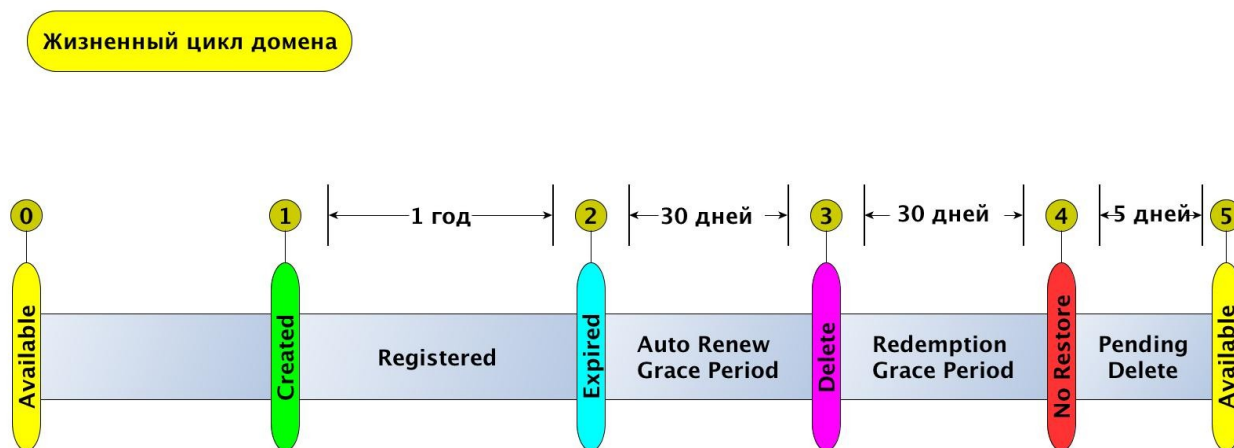 Жизненный цикл домена
0
1
1 год
2
30 дней
3
30 дней
4
5 дней
5
Available
Created
Registered
Expired
Auto Renew
Grace Period
Delete
Redemption
Grace Period
No Restore
Pending
Delete
Available